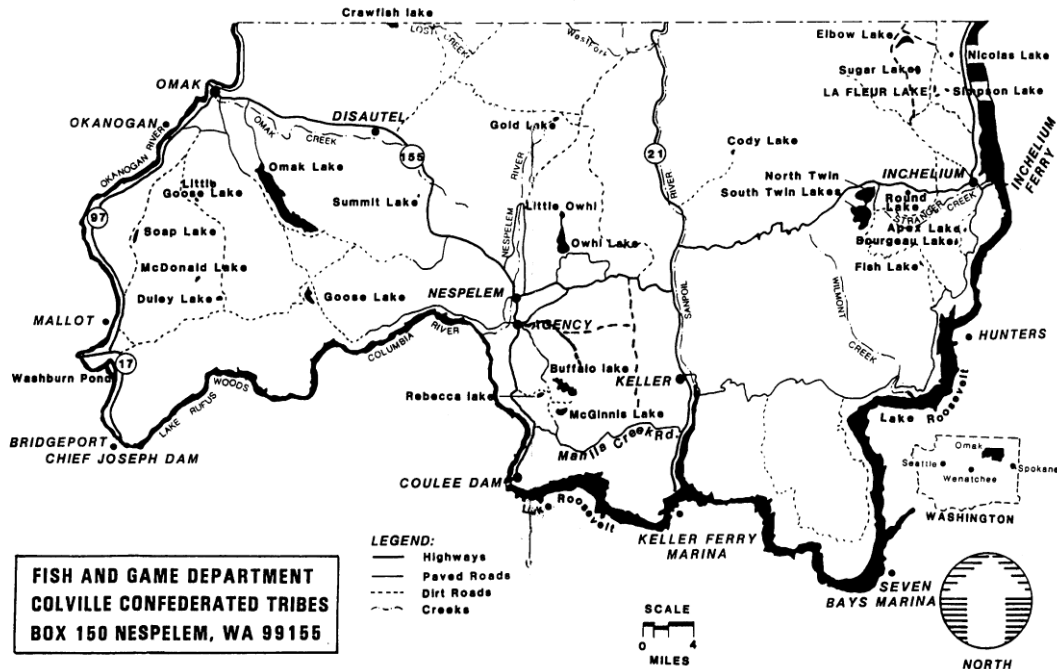 Crawfish lake
LOST CREEK
Westfork
Elbow Lake
Nicolas Lake
Sugar Lake
LA FLEUR LAKE
Simpson Lake
OMAK
OKANOGAN
OKANOGAN RIVER
OMAK CREEK
DISAUTEL
155
Gold Lake
21
Cody Lake
INCHELIUM FERRY
Omak Lake
North Twin
South Twin Lakes
INCHELIUM
Little
Goose Lake
Summit Lake
NESPELEM RIVER
RIVER
Little Owhi
Round
Lake
STRANGER CREEK
97
Soap Lake
Owhi Lake
Apex Lake
Bourgeau Lake
McDonald Lake
Fish Lake
Duley Lake
Goose Lake
NESPELEM
SANPOIL
WILMONT CREEK
MALLOT
COLUMBIA RIVER
AGENCY
HUNTERS
17
Washburn Pond
LAKE RUFUS WOODS
Buffalo lake
KELLER
Rebecca lake
McGinnis Lake
Lake Roosevelt
BRIDGEPORT
CHIEF JOSEPH DAM
Manila Creek Rd.
Omak
Seattle
Spokane
Wenatchee
WASHINGTON
COULEE DAM
Lake Roosevelt
KELLER FERRY
MARINA
LEGEND:
Highways
Paved Roads
Dirt Roads
Creeks
FISH AND GAME DEPARTMENT
COLVILLE CONFEDERATED TRIBES
BOX 150 NESPELEM, WA 99155
SCALE
0 4
MILES
SEVEN
BAYS MARINA
NORTH